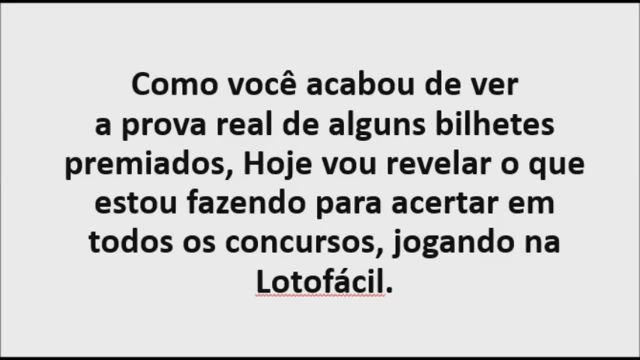 Como você acabou de ver
a prova real de alguns bilhetes
premiados, Hoje vou revelar o que
estou fazendo para acertar em
todos os concursos, jogando na
Lotofácil.